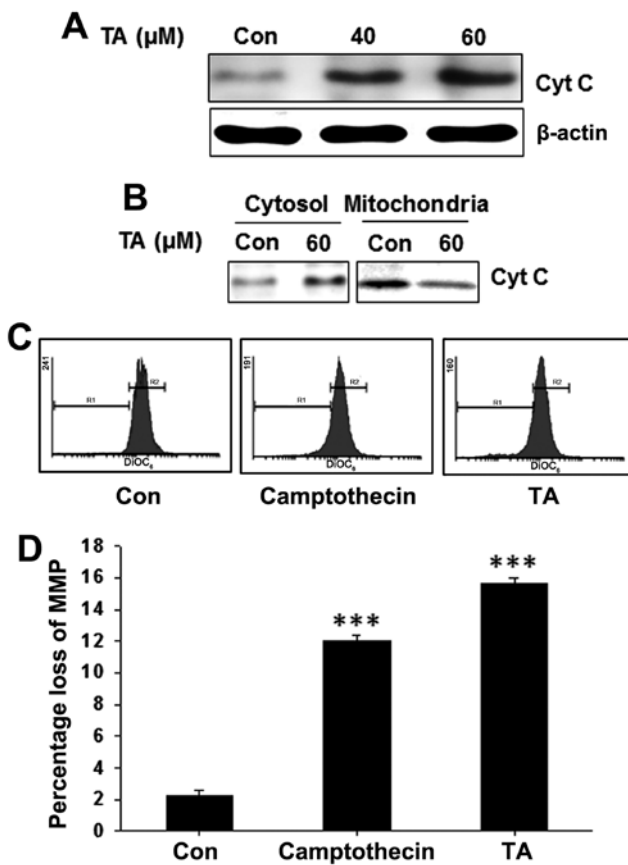 A TA (µM) Con 40 60
Cyt C
β-actin
B Cytosol Mitochondria
TA (µM) Con 60 Con 60
Cyt C
C
241 R1 R2 DiOC₆
191 R1 R2 DiOC₆
160 R1 R2 DiOC₆
Con Camptothecin TA
D
Percentage loss of MMP
18
16
14
12
10
8
6
4
2
0
*** ***
Con Camptothecin TA